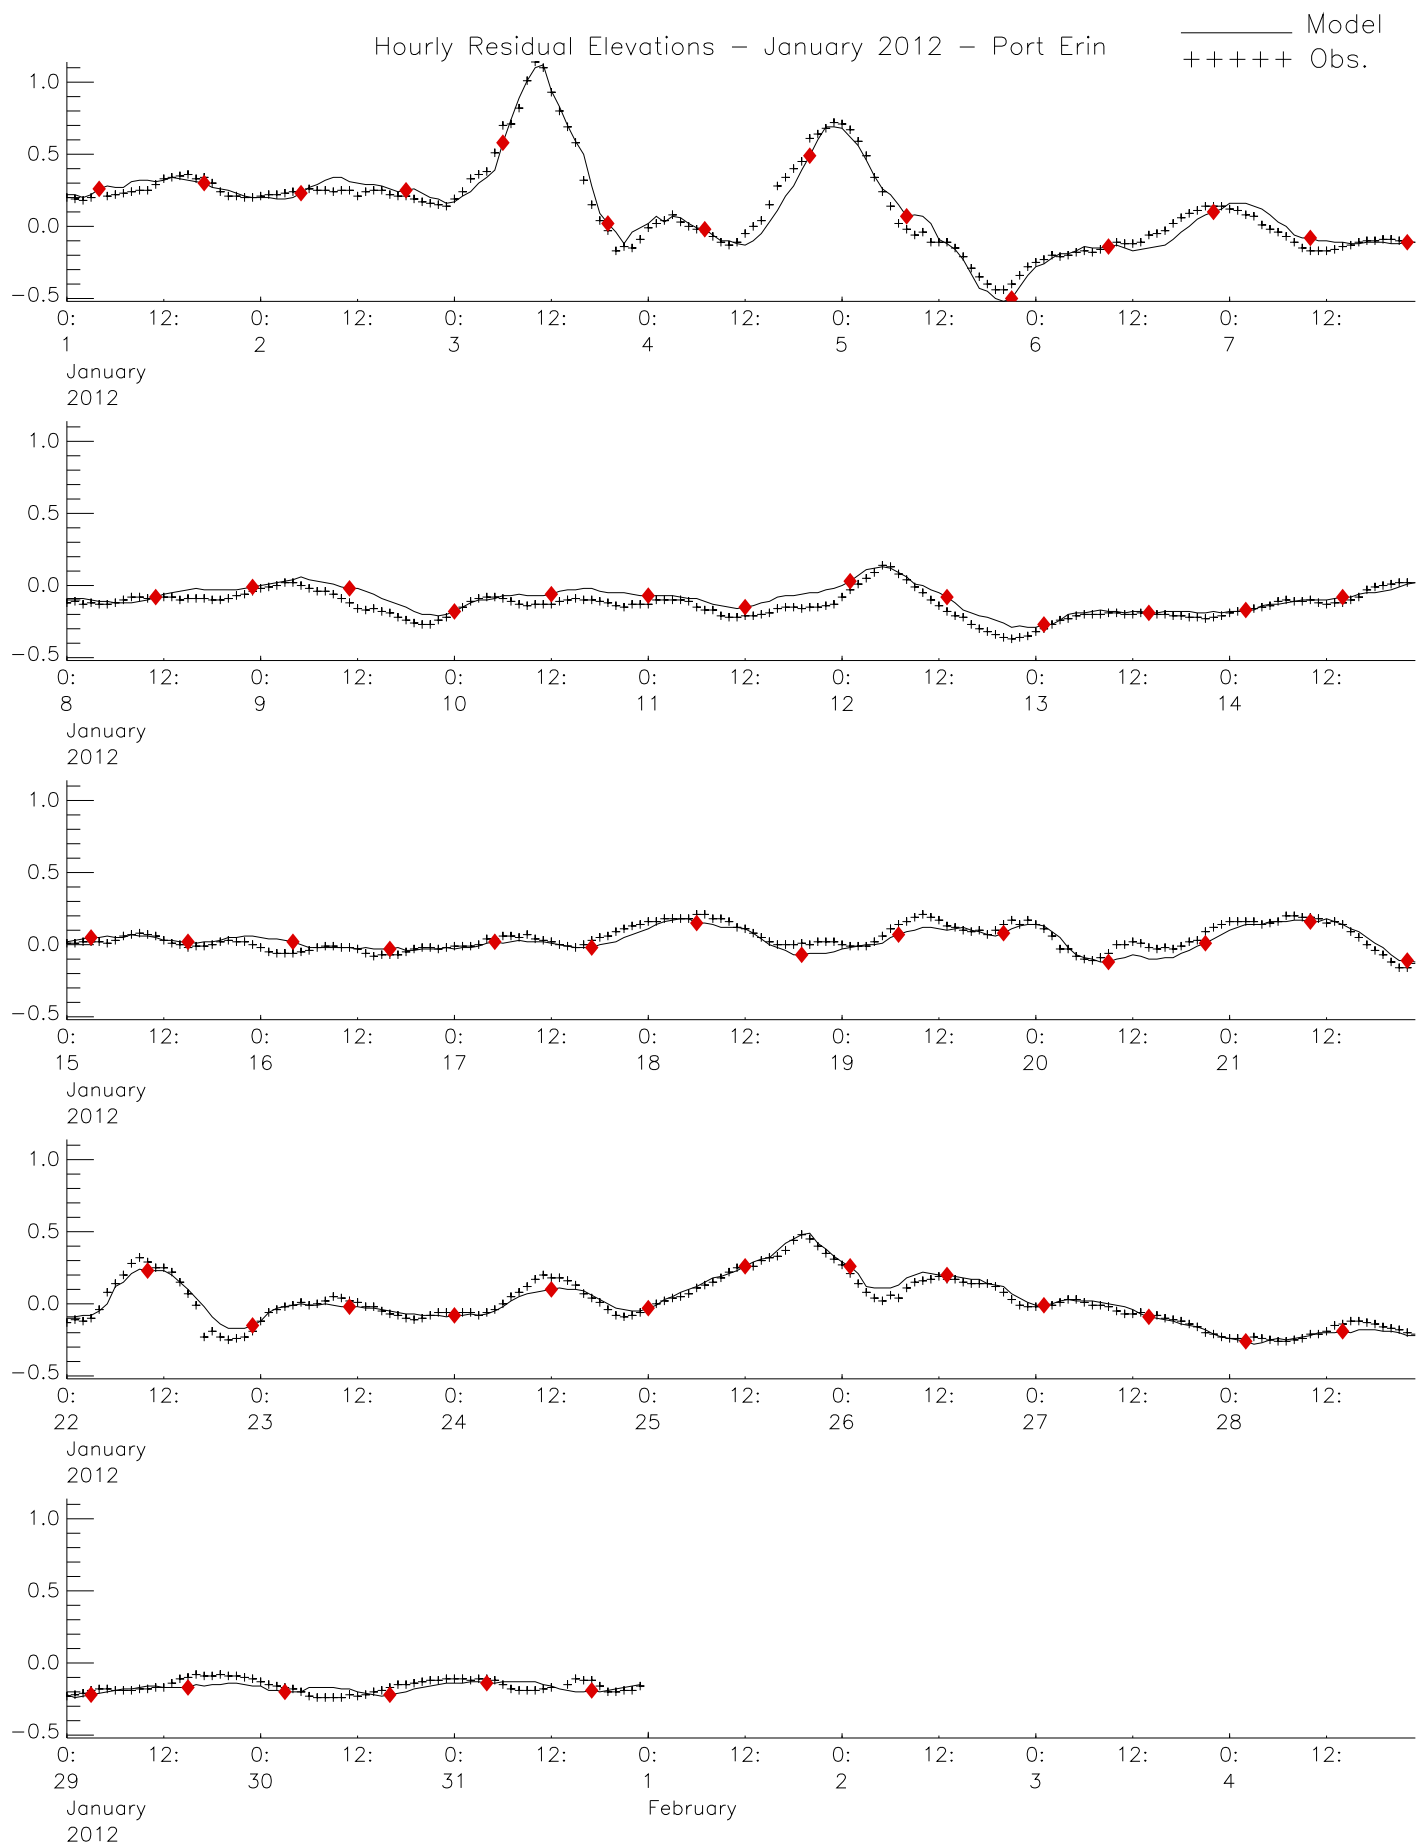 Hourly Residual Elevations − January 2012 − Port Erin
Model
+++++ Obs.
1.0
0.5
0.0
−0.5
0: 12: 0: 12: 0: 12: 0: 12: 0: 12: 0: 12: 0: 12:
1 2 3 4 5 6 7
January
2012
1.0
0.5
0.0
−0.5
0: 12: 0: 12: 0: 12: 0: 12: 0: 12: 0: 12: 0: 12:
8 9 10 11 12 13 14
January
2012
1.0
0.5
0.0
−0.5
0: 12: 0: 12: 0: 12: 0: 12: 0: 12: 0: 12: 0: 12:
15 16 17 18 19 20 21
January
2012
1.0
0.5
0.0
−0.5
0: 12: 0: 12: 0: 12: 0: 12: 0: 12: 0: 12: 0: 12:
22 23 24 25 26 27 28
January
2012
1.0
0.5
0.0
−0.5
0: 12: 0: 12: 0: 12: 0: 12: 0: 12: 0: 12: 0: 12:
29 30 31 1 2 3 4
January February
2012